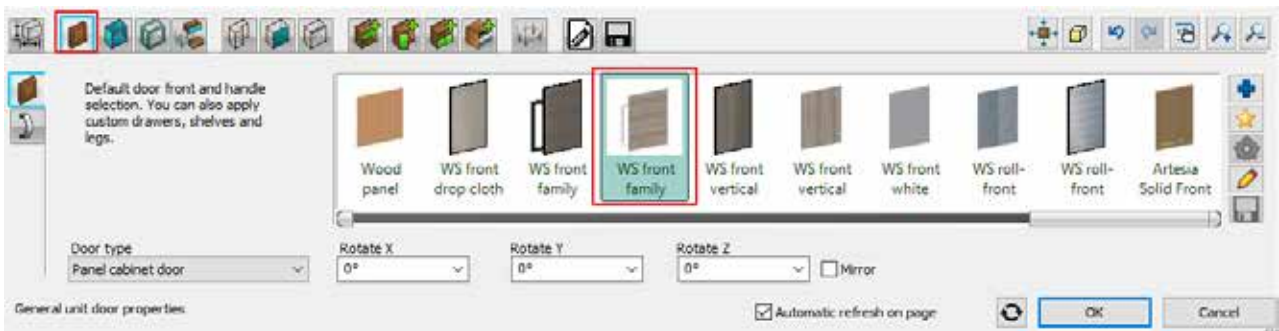 Default door front and handle
selection. You can also apply
custom drawers, shelves and
legs.
Wood
panel
WS front
drop cloth
WS front
family
WS front
family
WS front
vertical
WS front
vertical
WS front
white
WS roll-
front
WS roll-
front
Artesia
Solid Front
Door type
Panel cabinet door
Rotate X
0°
Rotate Y
0°
Rotate Z
0°
Mirror
General unit door properties
Automatic refresh on page
OK
Cancel